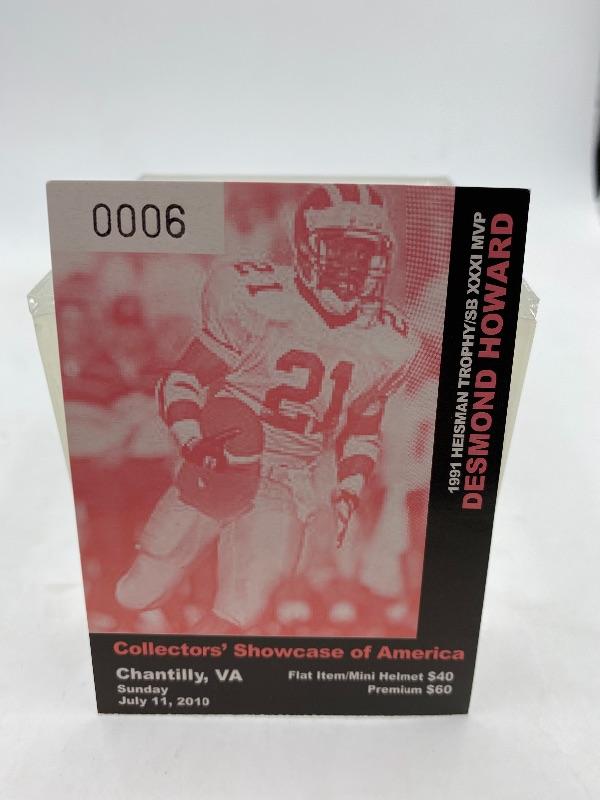 0006
21
21
21
1991 HEISMAN TROPHY/SB XXXI MVP
DESMOND HOWARD
Collectors' Showcase of America
Chantilly, VA
Sunday
July 11, 2010
Flat Item/Mini Helmet $40
Premium $60